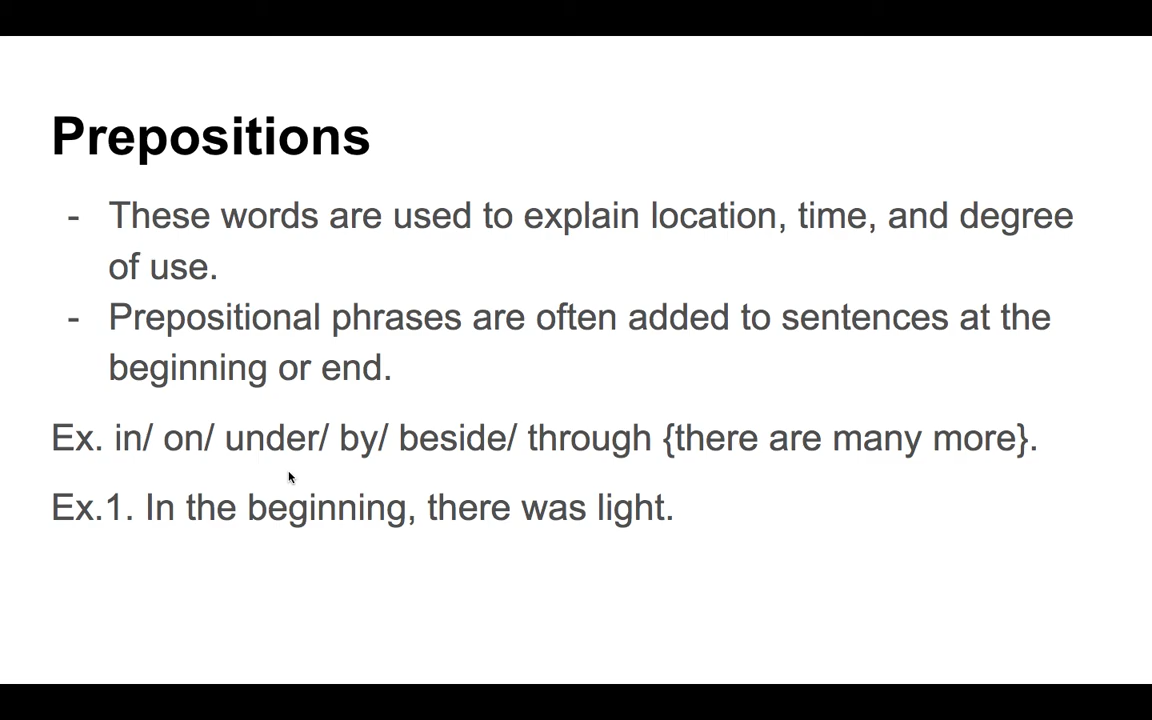 Prepositions
- These words are used to explain location, time, and degree
of use.
- Prepositional phrases are often added to sentences at the
beginning or end.
Ex. in/ on/ under/ by/ beside/ through {there are many more}.
Ex.1. In the beginning, there was light.